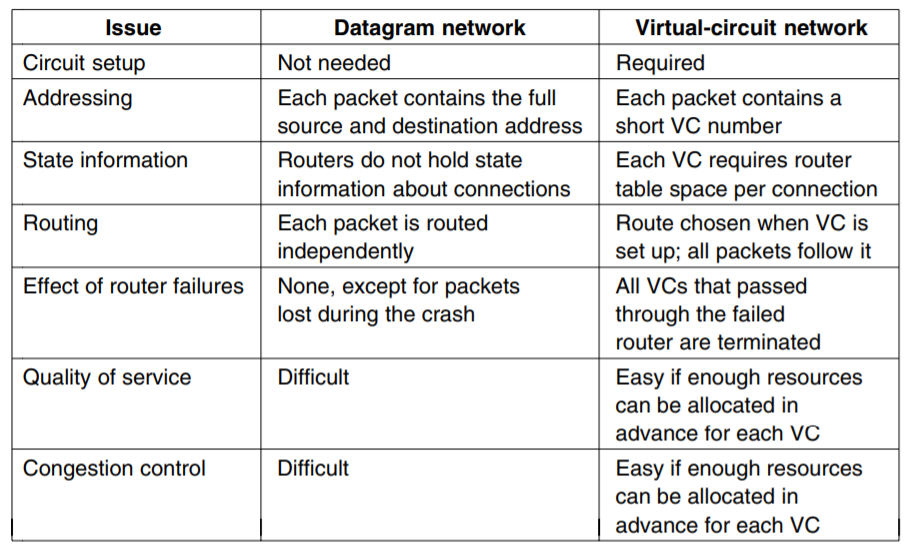 Issue Datagram network Virtual-circuit network
Circuit setup Not needed Required
Addressing Each packet contains the full Each packet contains a
source and destination address short VC number
State information Routers do not hold state Each VC requires router
information about connections table space per connection
Routing Each packet is routed Route chosen when VC is
independently set up; all packets follow it
Effect of router failures None, except for packets All VCs that passed
lost during the crash through the failed
router are terminated
Quality of service Difficult Easy if enough resources
can be allocated in
advance for each VC
Congestion control Difficult Easy if enough resources
can be allocated in
advance for each VC